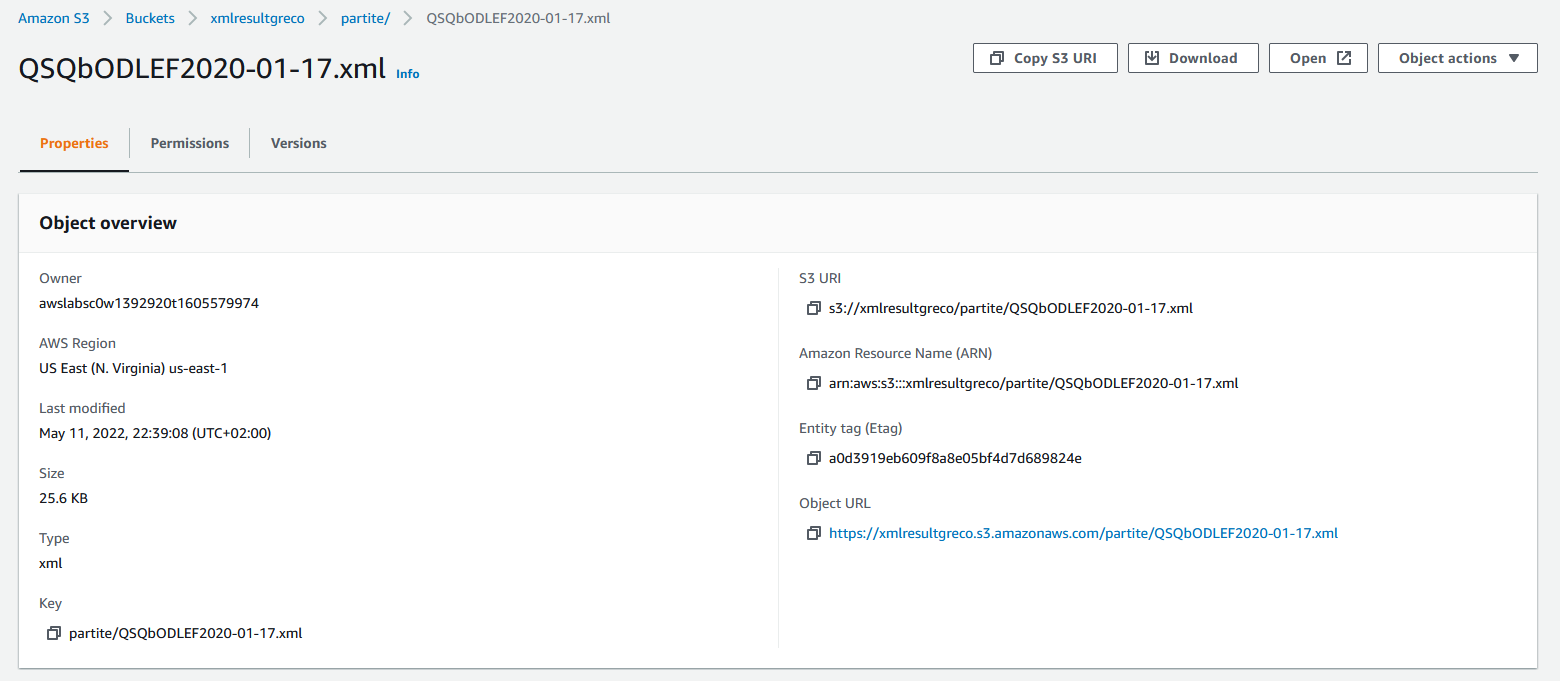 Amazon S3 > Buckets > xmlresultgreco > partite/ > QSQbODLEF2020-01-17.xml
QSQbODLEF2020-01-17.xml Info
Copy S3 URI Download Open Object actions ▼
Properties Permissions Versions
Object overview
Owner
awslabsc0w1392920t1605579974
AWS Region
US East (N. Virginia) us-east-1
Last modified
May 11, 2022, 22:39:08 (UTC+02:00)
Size
25.6 KB
Type
xml
Key
partite/QSQbODLEF2020-01-17.xml
S3 URI
s3://xmlresultgreco/partite/QSQbODLEF2020-01-17.xml
Amazon Resource Name (ARN)
arn:aws:s3:::xmlresultgreco/partite/QSQbODLEF2020-01-17.xml
Entity tag (Etag)
a0d3919eb609f8a8e05bf4d7d689824e
Object URL
https://xmlresultgreco.s3.amazonaws.com/partite/QSQbODLEF2020-01-17.xml